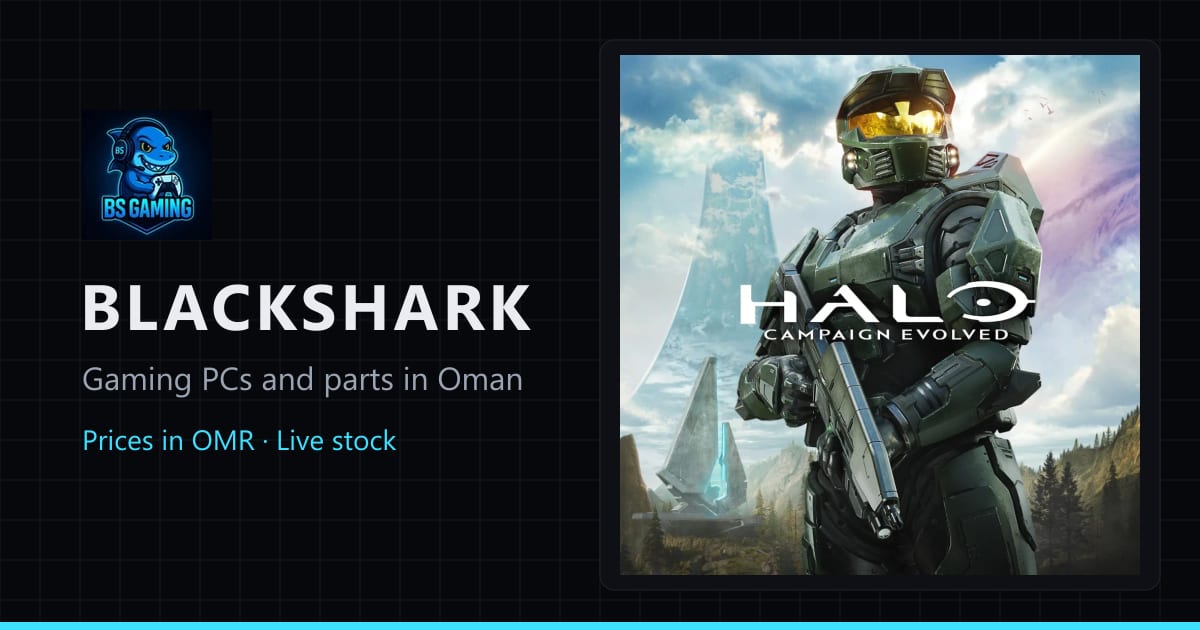 BS
BS GAMING
BLACKSHARK
Gaming PCs and parts in Oman
Prices in OMR · Live stock
HALO
CAMPAIGN EVOLVED